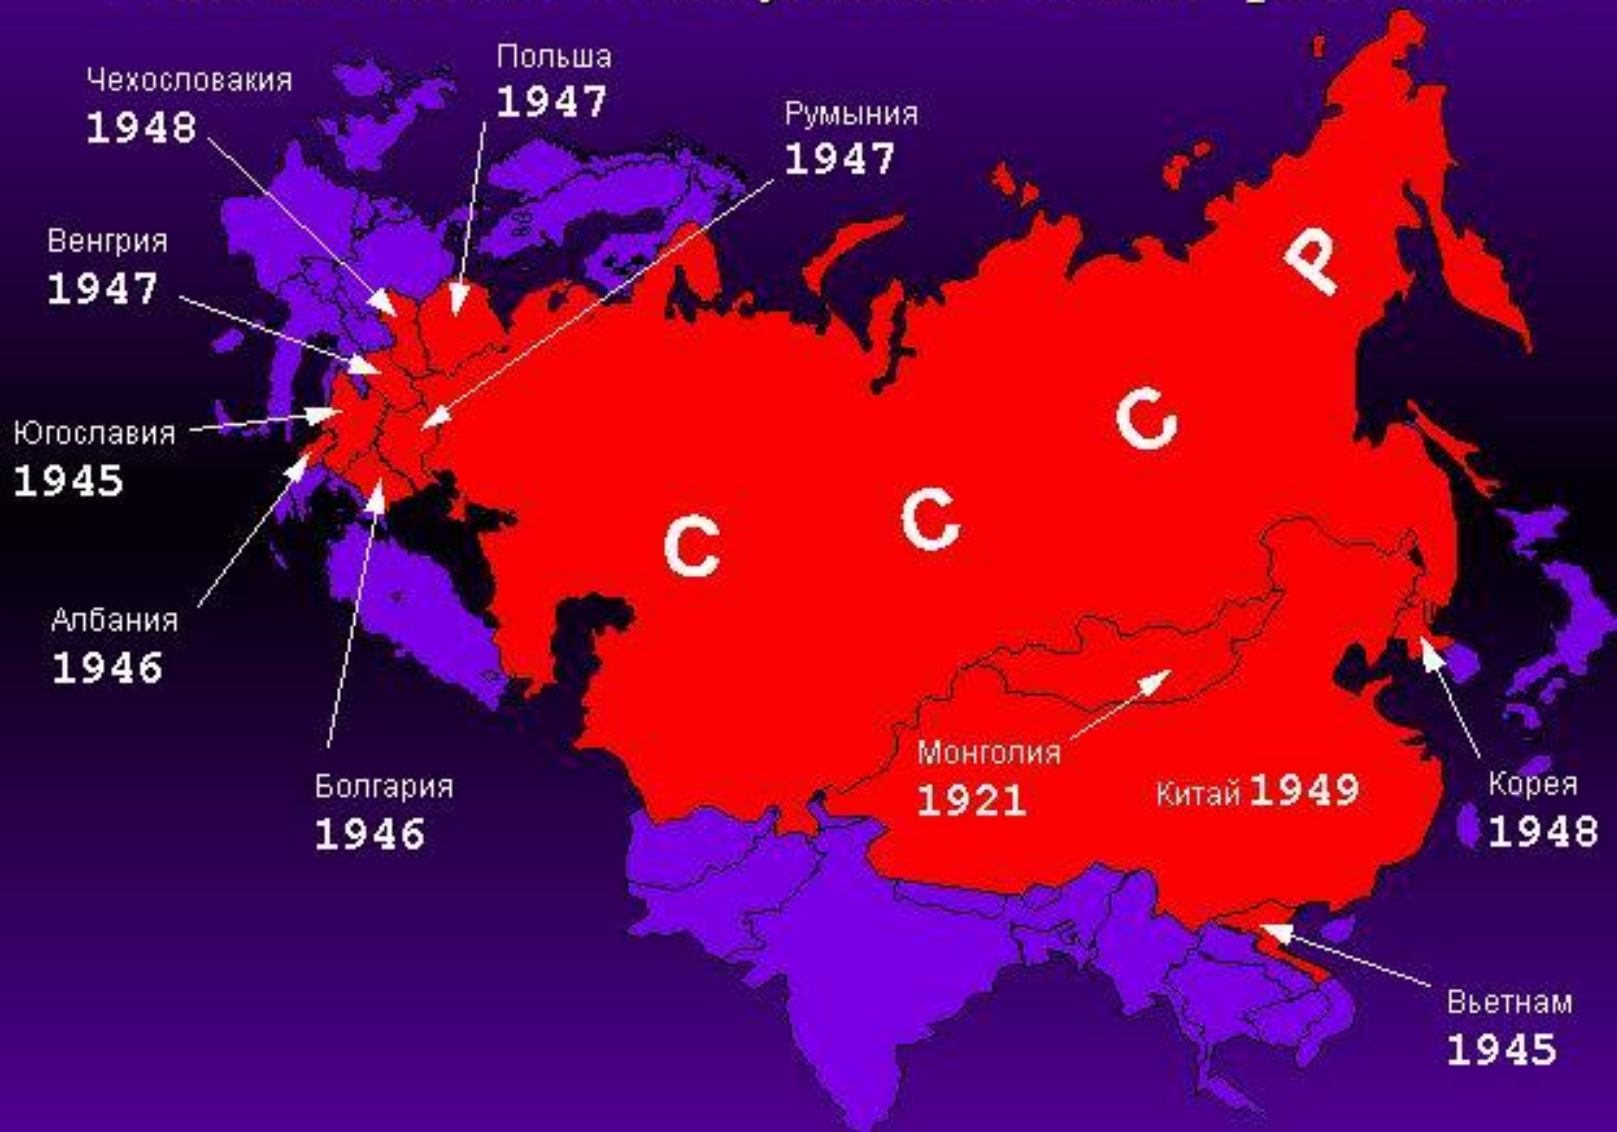 Польша
1947
Чехословакия
1948
Румыния
1947
Венгрия
1947
Р
С
Югославия
1945
С
С
Албания
1946
Болгария
1946
Монголия
1921
Китай 1949
Корея
1948
Вьетнам
1945